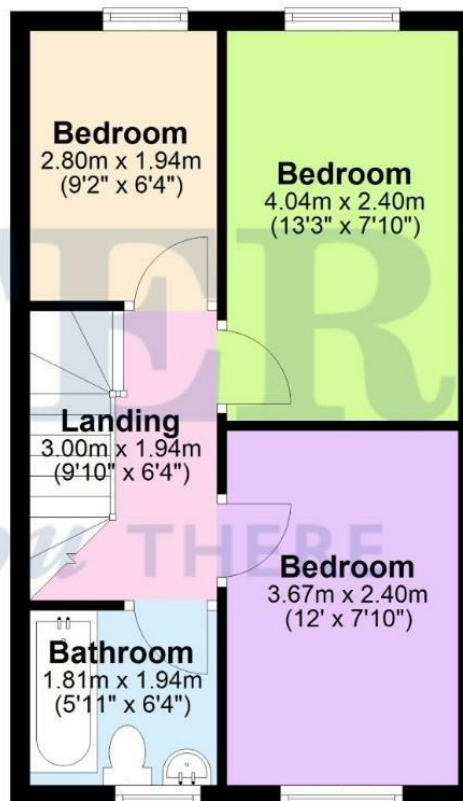 Bedroom
2.80m x 1.94m
(9'2" x 6'4")
Bedroom
4.04m x 2.40m
(13'3" x 7'10")
TER
Landing
3.00m x 1.94m
(9'10" x 6'4")
THERE
Bedroom
3.67m x 2.40m
(12' x 7'10")
Bathroom
1.81m x 1.94m
(5'11" x 6'4")